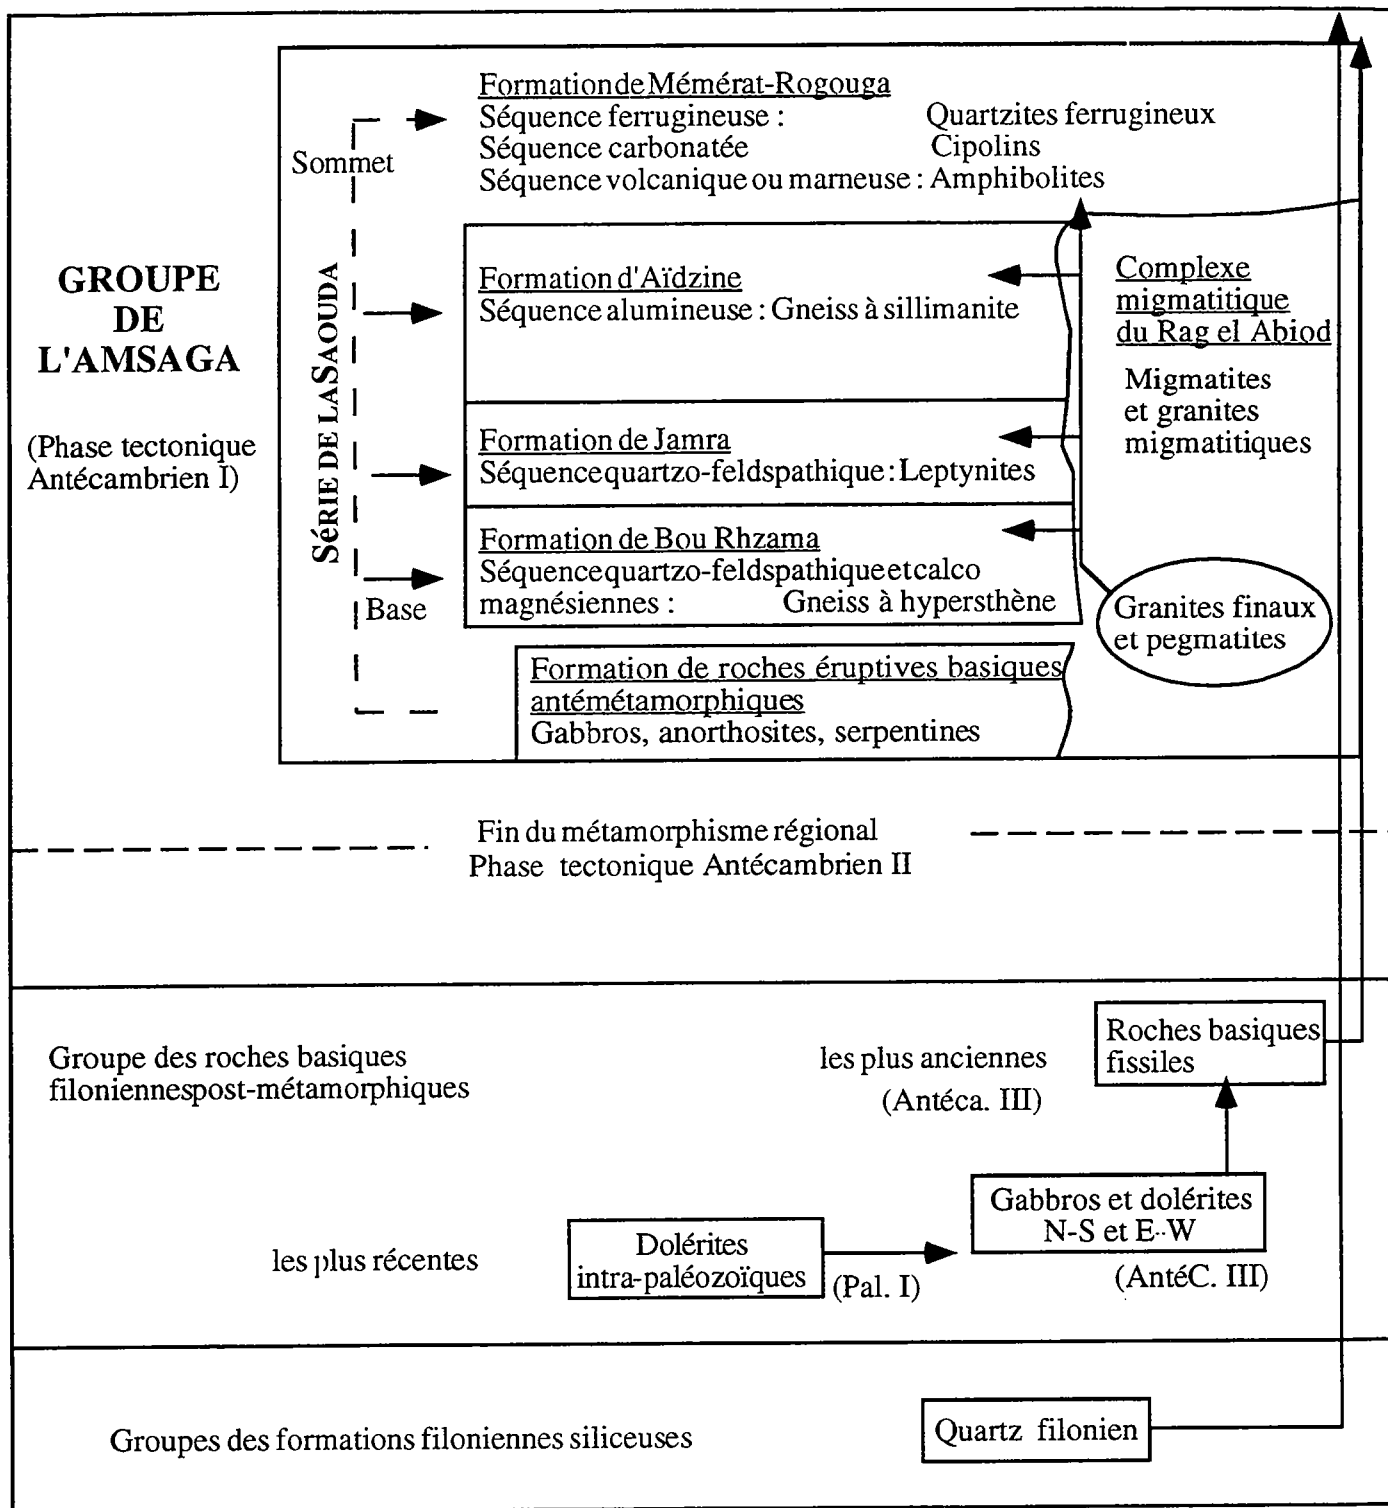 Formation de Mémérat-Rogouga
Séquence ferrugineuse : Quartzites ferrugineux
Séquence carbonatée Cipolins
Séquence volcanique ou marneuse : Amphibolites
Sommet
GROUPE
DE
L'AMSAGA
(Phase tectonique
Antécambrien I)
SÉRIE DE LA SAOUDA
Formation d'Aïdzine
Séquence alumineuse : Gneiss à sillimanite
Formation de Jamra
Séquence quartzo-feldspathique : Leptynites
Formation de Bou Rhzama
Séquence quartzo-feldspathique et calco
magnésiennes : Gneiss à hypersthène
Base
Complexe
migmatitique
du Rag el Abiod
Migmatites
et granites
migmatitiques
Granites finaux
et pegmatites
Formation de roches éruptives basiques
antémétamorphiques
Gabbros, anorthosites, serpentines
Fin du métamorphisme régional
Phase tectonique Antécambrien II
Groupe des roches basiques
filoniennes post-métamorphiques
les plus anciennes
(Antéca. III)
Roches basiques
fissiles
Gabbros et dolérites
N-S et E-W
(AntéC. III)
les plus récentes
Dolérites
intra-paléozoïques
(Pal. I)
Groupes des formations filoniennes siliceuses
Quartz filonien